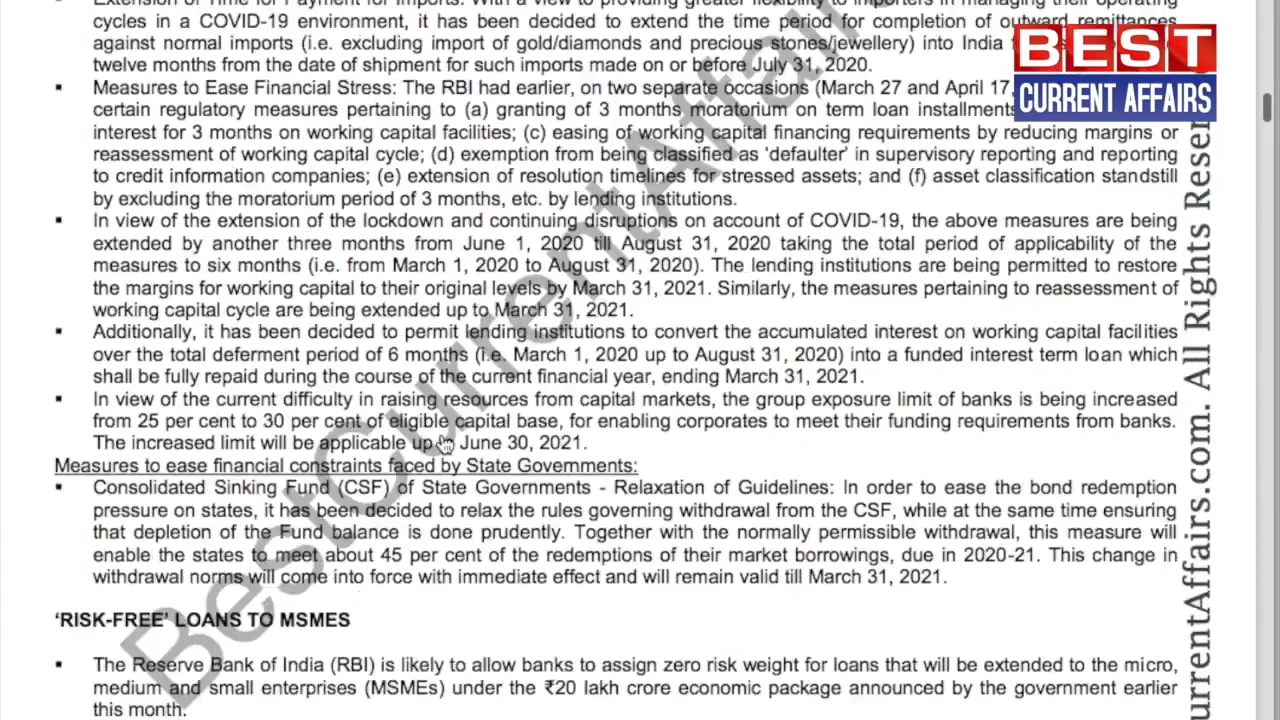 Extension of Time for Payment for Imports: With a view to providing greater flexibility to importers in managing their operating
cycles in a COVID-19 environment, it has been decided to extend the time period for completion of outward remittances
against normal imports (i.e. excluding import of gold/diamonds and precious stones/jewellery) into India
twelve months from the date of shipment for such imports made on or before July 31, 2020.
▪ Measures to Ease Financial Stress: The RBI had earlier, on two separate occasions (March 27 and April 17,
certain regulatory measures pertaining to (a) granting of 3 months moratorium on term loan installments
interest for 3 months on working capital facilities; (c) easing of working capital financing requirements by reducing margins or
reassessment of working capital cycle; (d) exemption from being classified as 'defaulter' in supervisory reporting and reporting
to credit information companies; (e) extension of resolution timelines for stressed assets; and (f) asset classification standstill
by excluding the moratorium period of 3 months, etc. by lending institutions.
▪ In view of the extension of the lockdown and continuing disruptions on account of COVID-19, the above measures are being
extended by another three months from June 1, 2020 till August 31, 2020 taking the total period of applicability of the
measures to six months (i.e. from March 1, 2020 to August 31, 2020). The lending institutions are being permitted to restore
the margins for working capital to their original levels by March 31, 2021. Similarly, the measures pertaining to reassessment of
working capital cycle are being extended up to March 31, 2021.
▪ Additionally, it has been decided to permit lending institutions to convert the accumulated interest on working capital facilities
over the total deferment period of 6 months (i.e. March 1, 2020 up to August 31, 2020) into a funded interest term loan which
shall be fully repaid during the course of the current financial year, ending March 31, 2021.
▪ In view of the current difficulty in raising resources from capital markets, the group exposure limit of banks is being increased
from 25 per cent to 30 per cent of eligible capital base, for enabling corporates to meet their funding requirements from banks.
The increased limit will be applicable up June 30, 2021.
Measures to ease financial constraints faced by State Governments:
▪ Consolidated Sinking Fund (CSF) of State Governments - Relaxation of Guidelines: In order to ease the bond redemption
pressure on states, it has been decided to relax the rules governing withdrawal from the CSF, while at the same time ensuring
that depletion of the Fund balance is done prudently. Together with the normally permissible withdrawal, this measure will
enable the states to meet about 45 per cent of the redemptions of their market borrowings, due in 2020-21. This change in
withdrawal norms will come into force with immediate effect and will remain valid till March 31, 2021.
‘RISK-FREE’ LOANS TO MSMES
▪ The Reserve Bank of India (RBI) is likely to allow banks to assign zero risk weight for loans that will be extended to the micro,
medium and small enterprises (MSMEs) under the ₹20 lakh crore economic package announced by the government earlier
this month.
BEST
CURRENT AFFAIRS
BestCurrentAffair
urrentAffairs.com. All Rights Reser